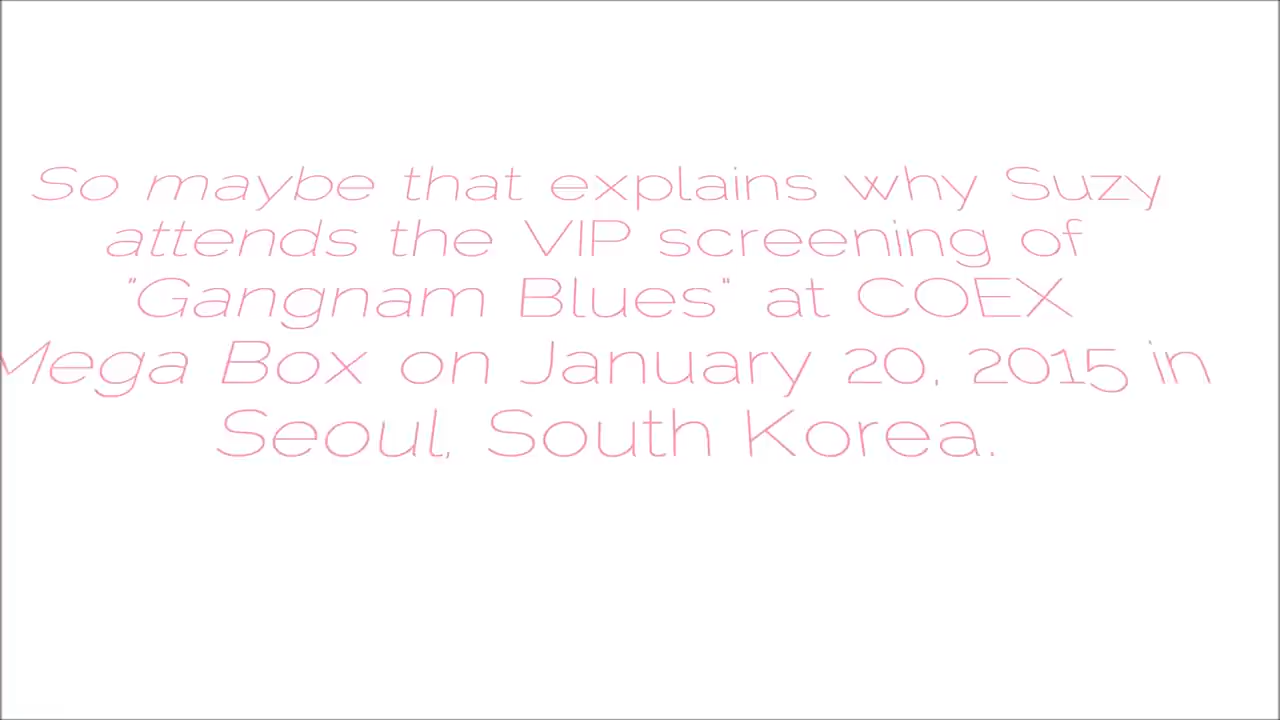 So maybe that explains why Suzy
attends the VIP screening of
"Gangnam Blues" at COEX
Mega Box on January 20, 2015 in
Seoul, South Korea.